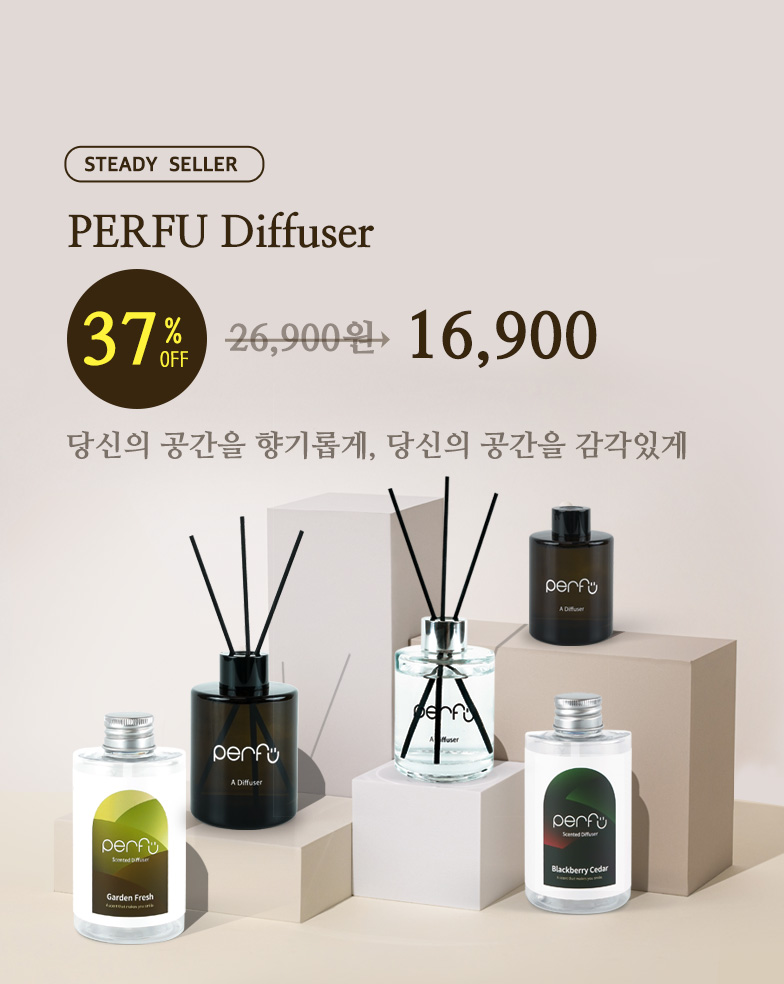 STEADY SELLER
PERFU Diffuser
37% OFF
26,900원
16,900
당신의 공간을 향기롭게, 당신의 공간을 감각있게
perfu
A Diffuser
perfu
A Diffuser
perfu
A Diffuser
perfu
Scented Diffuser
Blackberry Cedar
perfu
Scented Diffuser
Garden Fresh